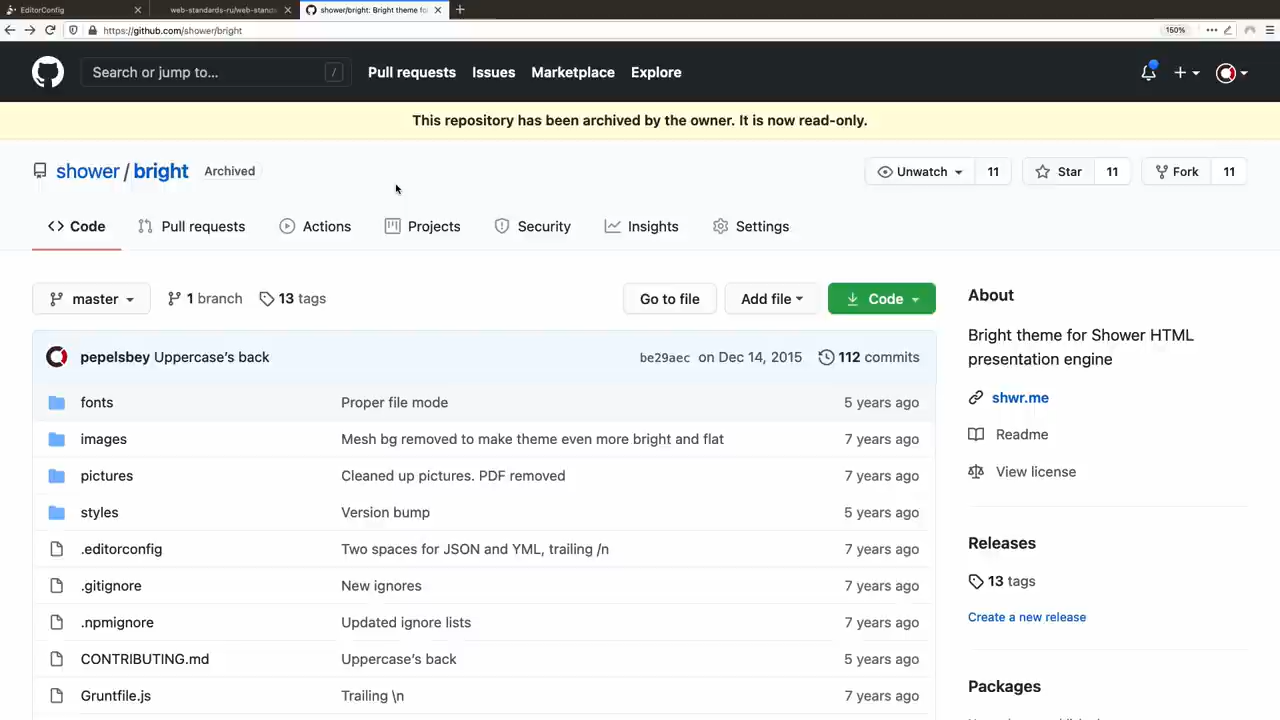 EditorConfig
web-standards-ru/web-stand
shower/bright: Bright theme fo
https://github.com/shower/bright
150%
Search or jump to...
/
Pull requests
Issues
Marketplace
Explore
This repository has been archived by the owner. It is now read-only.
shower / bright
Archived
Unwatch
11
Star
11
Fork
11
Code
Pull requests
Actions
Projects
Security
Insights
Settings
master
1 branch
13 tags
Go to file
Add file
Code
pepelsbey Uppercase's back
be29aec on Dec 14, 2015
112 commits
fonts Proper file mode 5 years ago
images Mesh bg removed to make theme even more bright and flat 7 years ago
pictures Cleaned up pictures. PDF removed 7 years ago
styles Version bump 5 years ago
.editorconfig Two spaces for JSON and YML, trailing /n 7 years ago
.gitignore New ignores 7 years ago
.npmignore Updated ignore lists 7 years ago
CONTRIBUTING.md Uppercase's back 5 years ago
Gruntfile.js Trailing \n 7 years ago
About
Bright theme for Shower HTML
presentation engine
shwr.me
Readme
View license
Releases
13 tags
Create a new release
Packages